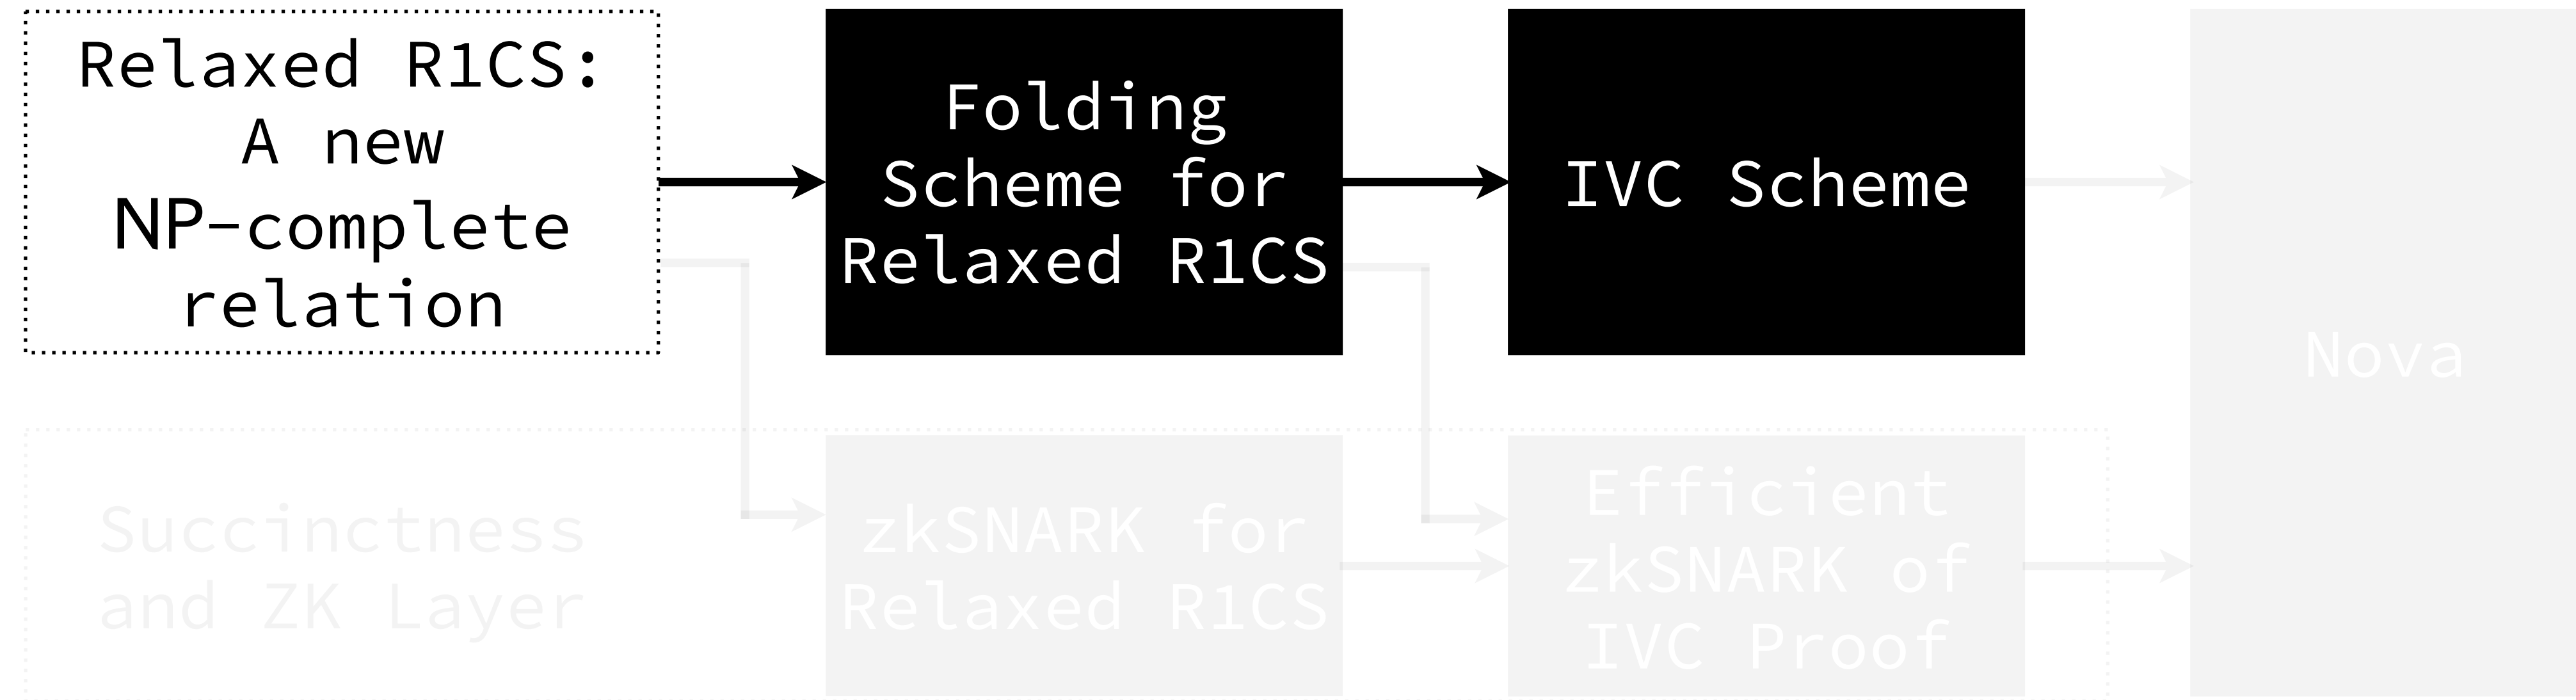 Relaxed R1CS:
A new
NP-complete
relation
Folding
Scheme for
Relaxed R1CS
IVC Scheme
Nova
Succinctness
and ZK Layer
zkSNARK for
Relaxed R1CS
Efficient
zkSNARK of
IVC Proof